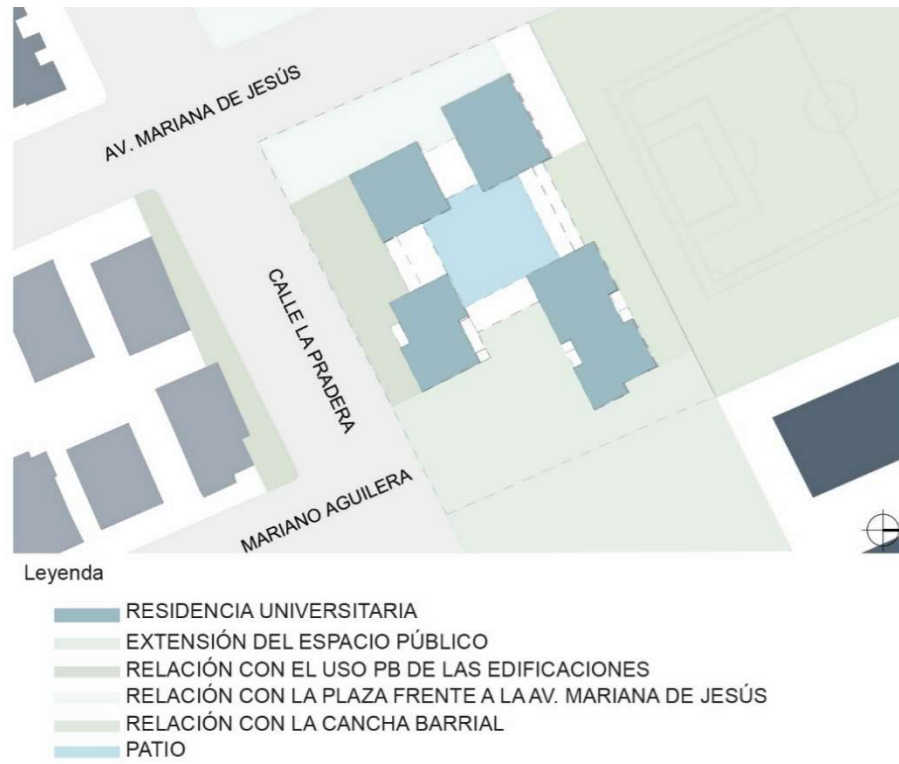 AV. MARIANA DE JESÚS
CALLE LA PRADERA
MARIANO AGUILERA
Leyenda
RESIDENCIA UNIVERSITARIA
EXTENSIÓN DEL ESPACIO PÚBLICO
RELACIÓN CON EL USO PB DE LAS EDIFICACIONES
RELACIÓN CON LA PLAZA FRENTE A LA AV. MARIANA DE JESÚS
RELACIÓN CON LA CANCHA BARRIAL
PATIO